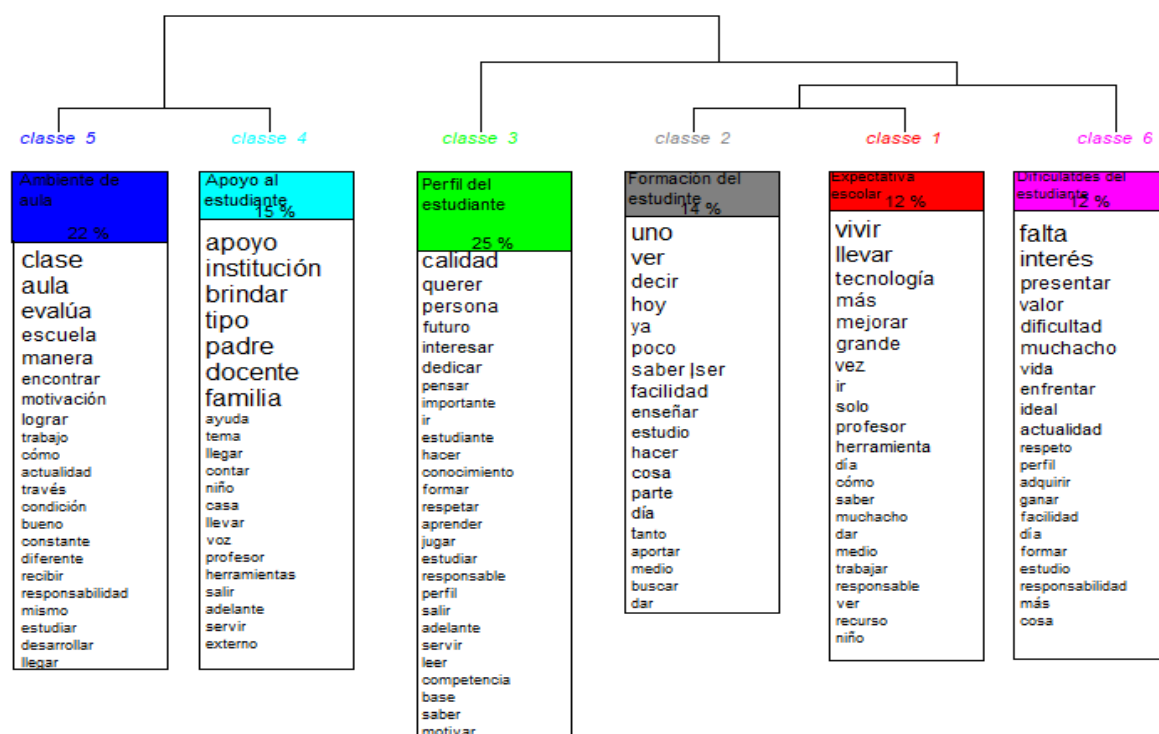 classe 5
Ambiente de
aula
22 %
clase
aula
evalúa
escuela
manera
encontrar
motivación
lograr
trabajo
cómo
actualidad
través
condición
bueno
constante
diferente
recibir
responsabilidad
mismo
estudiar
desarrollar
llegar
classe 4
Apoyo al
estudiante
15 %
apoyo
institución
brindar
tipo
padre
docente
familia
ayuda
tema
llegar
contar
niño
casa
llevar
voz
profesor
herramientas
salir
adelante
servir
externo
classe 3
Perfil del
estudiante
25 %
calidad
querer
persona
futuro
interesar
dedicar
pensar
importante
ir
estudiante
hacer
conocimiento
formar
respetar
aprender
jugar
estudiar
responsable
perfil
salir
adelante
servir
leer
competencia
base
saber
motivar
classe 2
Formación del
estudinte
14 %
uno
ver
decir
hoy
ya
poco
saber |ser
facilidad
enseñar
estudio
hacer
cosa
parte
día
tanto
aportar
medio
buscar
dar
classe 1
Expectativa
escolar
12 %
vivir
llevar
tecnología
más
mejorar
grande
vez
ir
solo
profesor
herramienta
día
cómo
saber
muchacho
dar
medio
trabajar
responsable
ver
recurso
niño
classe 6
Dificulatdes del
estudiante
12 %
falta
interés
presentar
valor
dificultad
muchacho
vida
enfrentar
ideal
actualidad
respeto
perfil
adquirir
ganar
facilidad
día
formar
estudio
responsabilidad
más
cosa